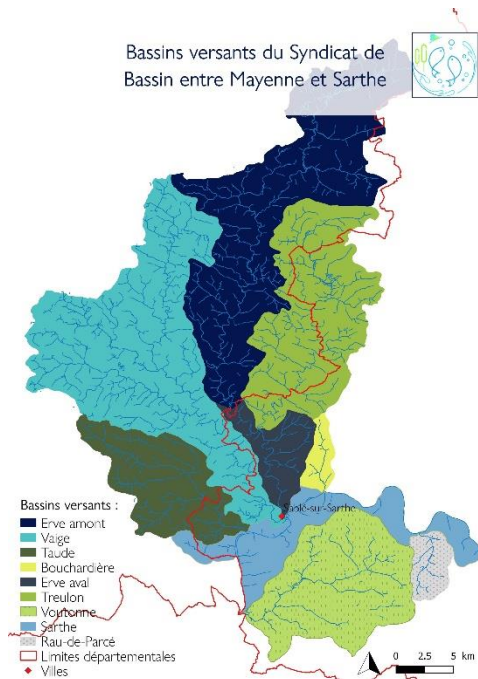 Bassins versants du Syndicat de
Bassin entre Mayenne et Sarthe
Sablé-sur-Sarthe
Bassins versants :
Erve amont
Vaige
Taude
Bouchardière
Erve aval
Treulon
Voutonne
Sarthe
Rau-de-Parcé
Limites départementales
Villes
0 2.5 5 km